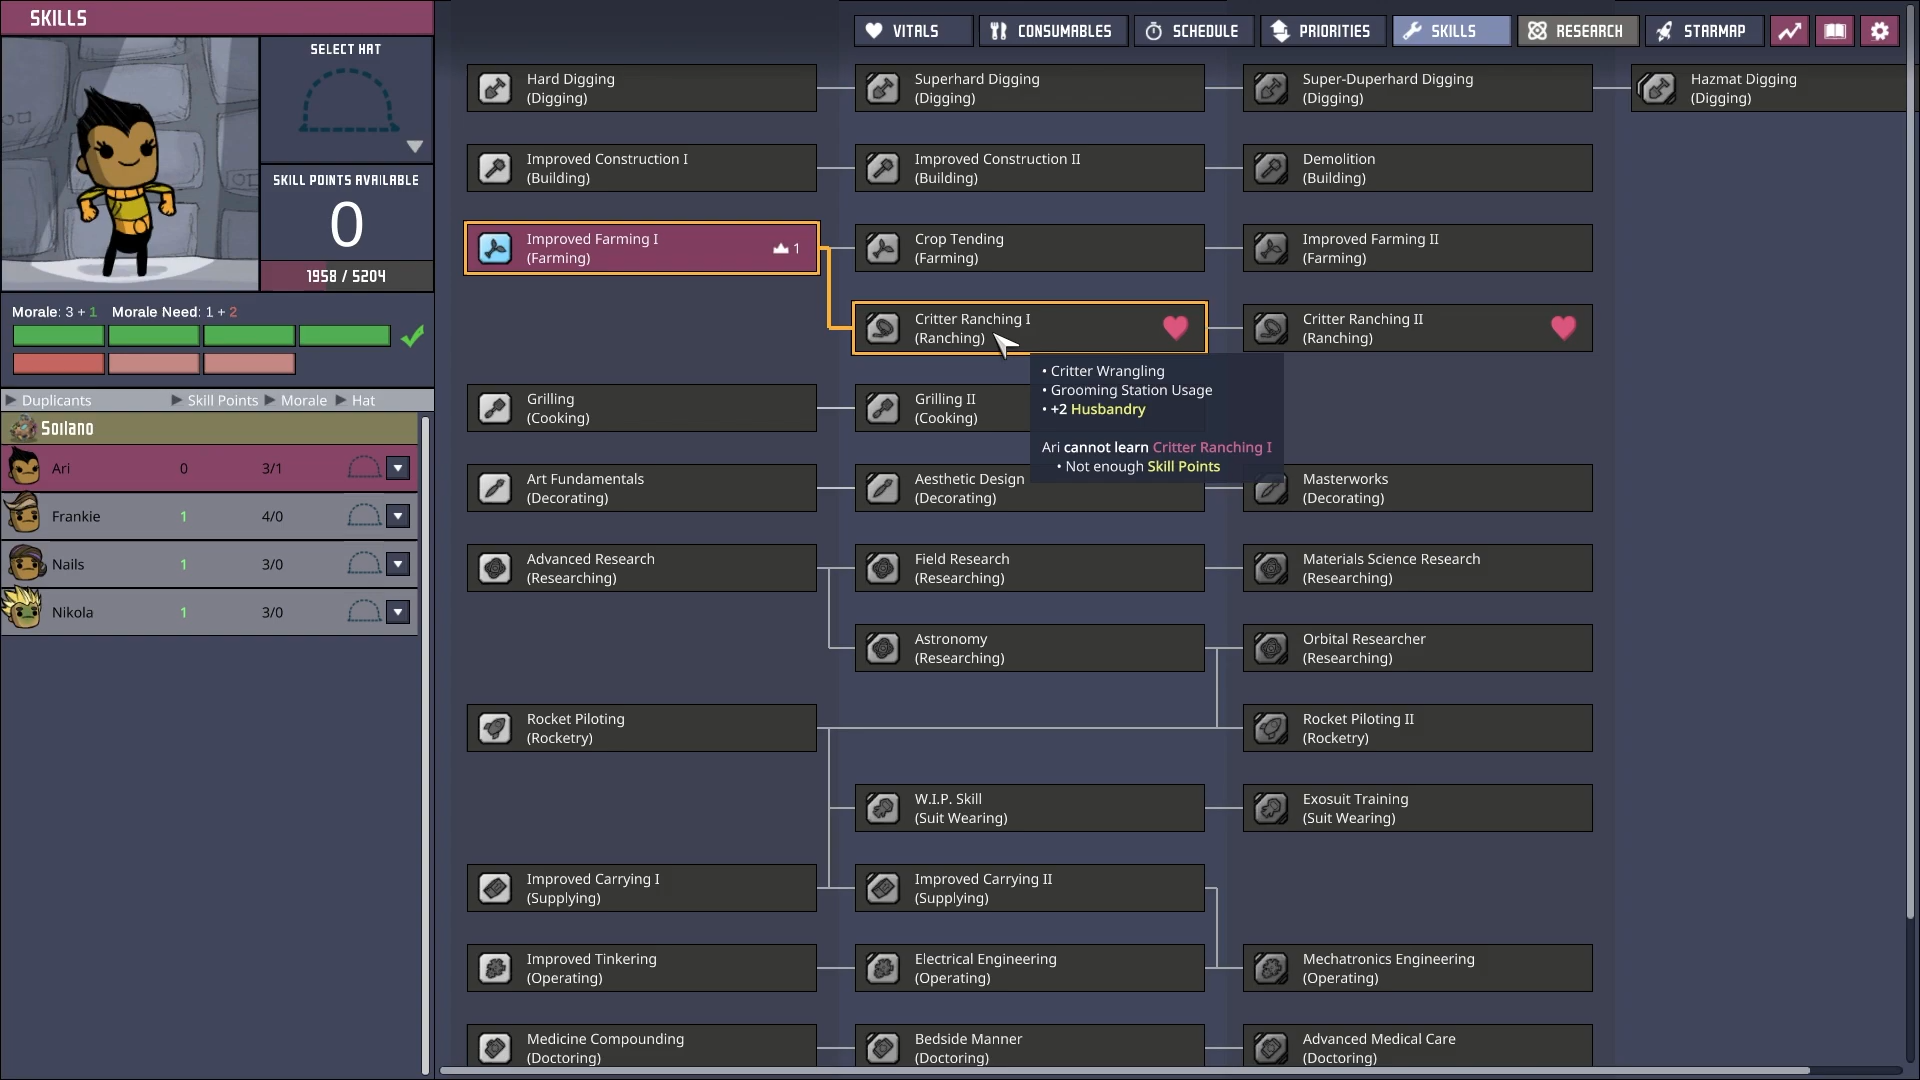 SKILLS
VITALS
CONSUMABLES
SCHEDULE
PRIORITIES
SKILLS
RESEARCH
STARMAP
SELECT HAT
SKILL POINTS AVAILABLE
0
1958 / 5204
Morale: 3 + 1 Morale Need: 1 + 2
Duplicants Skill Points Morale Hat
Soilano
Ari 0 3/1
Frankie 1 4/0
Nails 1 3/0
Nikola 1 3/0
Hard Digging
(Digging)
Superhard Digging
(Digging)
Super-Duperhard Digging
(Digging)
Hazmat Digging
(Digging)
Improved Construction I
(Building)
Improved Construction II
(Building)
Demolition
(Building)
Improved Farming I
(Farming)
1
Crop Tending
(Farming)
Improved Farming II
(Farming)
Critter Ranching I
(Ranching)
Critter Ranching II
(Ranching)
• Critter Wrangling
• Grooming Station Usage
• +2 Husbandry
Ari cannot learn Critter Ranching I
• Not enough Skill Points
Grilling
(Cooking)
Grilling II
(Cooking)
Art Fundamentals
(Decorating)
Aesthetic Design
(Decorating)
Masterworks
(Decorating)
Advanced Research
(Researching)
Field Research
(Researching)
Materials Science Research
(Researching)
Astronomy
(Researching)
Orbital Researcher
(Researching)
Rocket Piloting
(Rocketry)
Rocket Piloting II
(Rocketry)
W.I.P. Skill
(Suit Wearing)
Exosuit Training
(Suit Wearing)
Improved Carrying I
(Supplying)
Improved Carrying II
(Supplying)
Improved Tinkering
(Operating)
Electrical Engineering
(Operating)
Mechatronics Engineering
(Operating)
Medicine Compounding
(Doctoring)
Bedside Manner
(Doctoring)
Advanced Medical Care
(Doctoring)